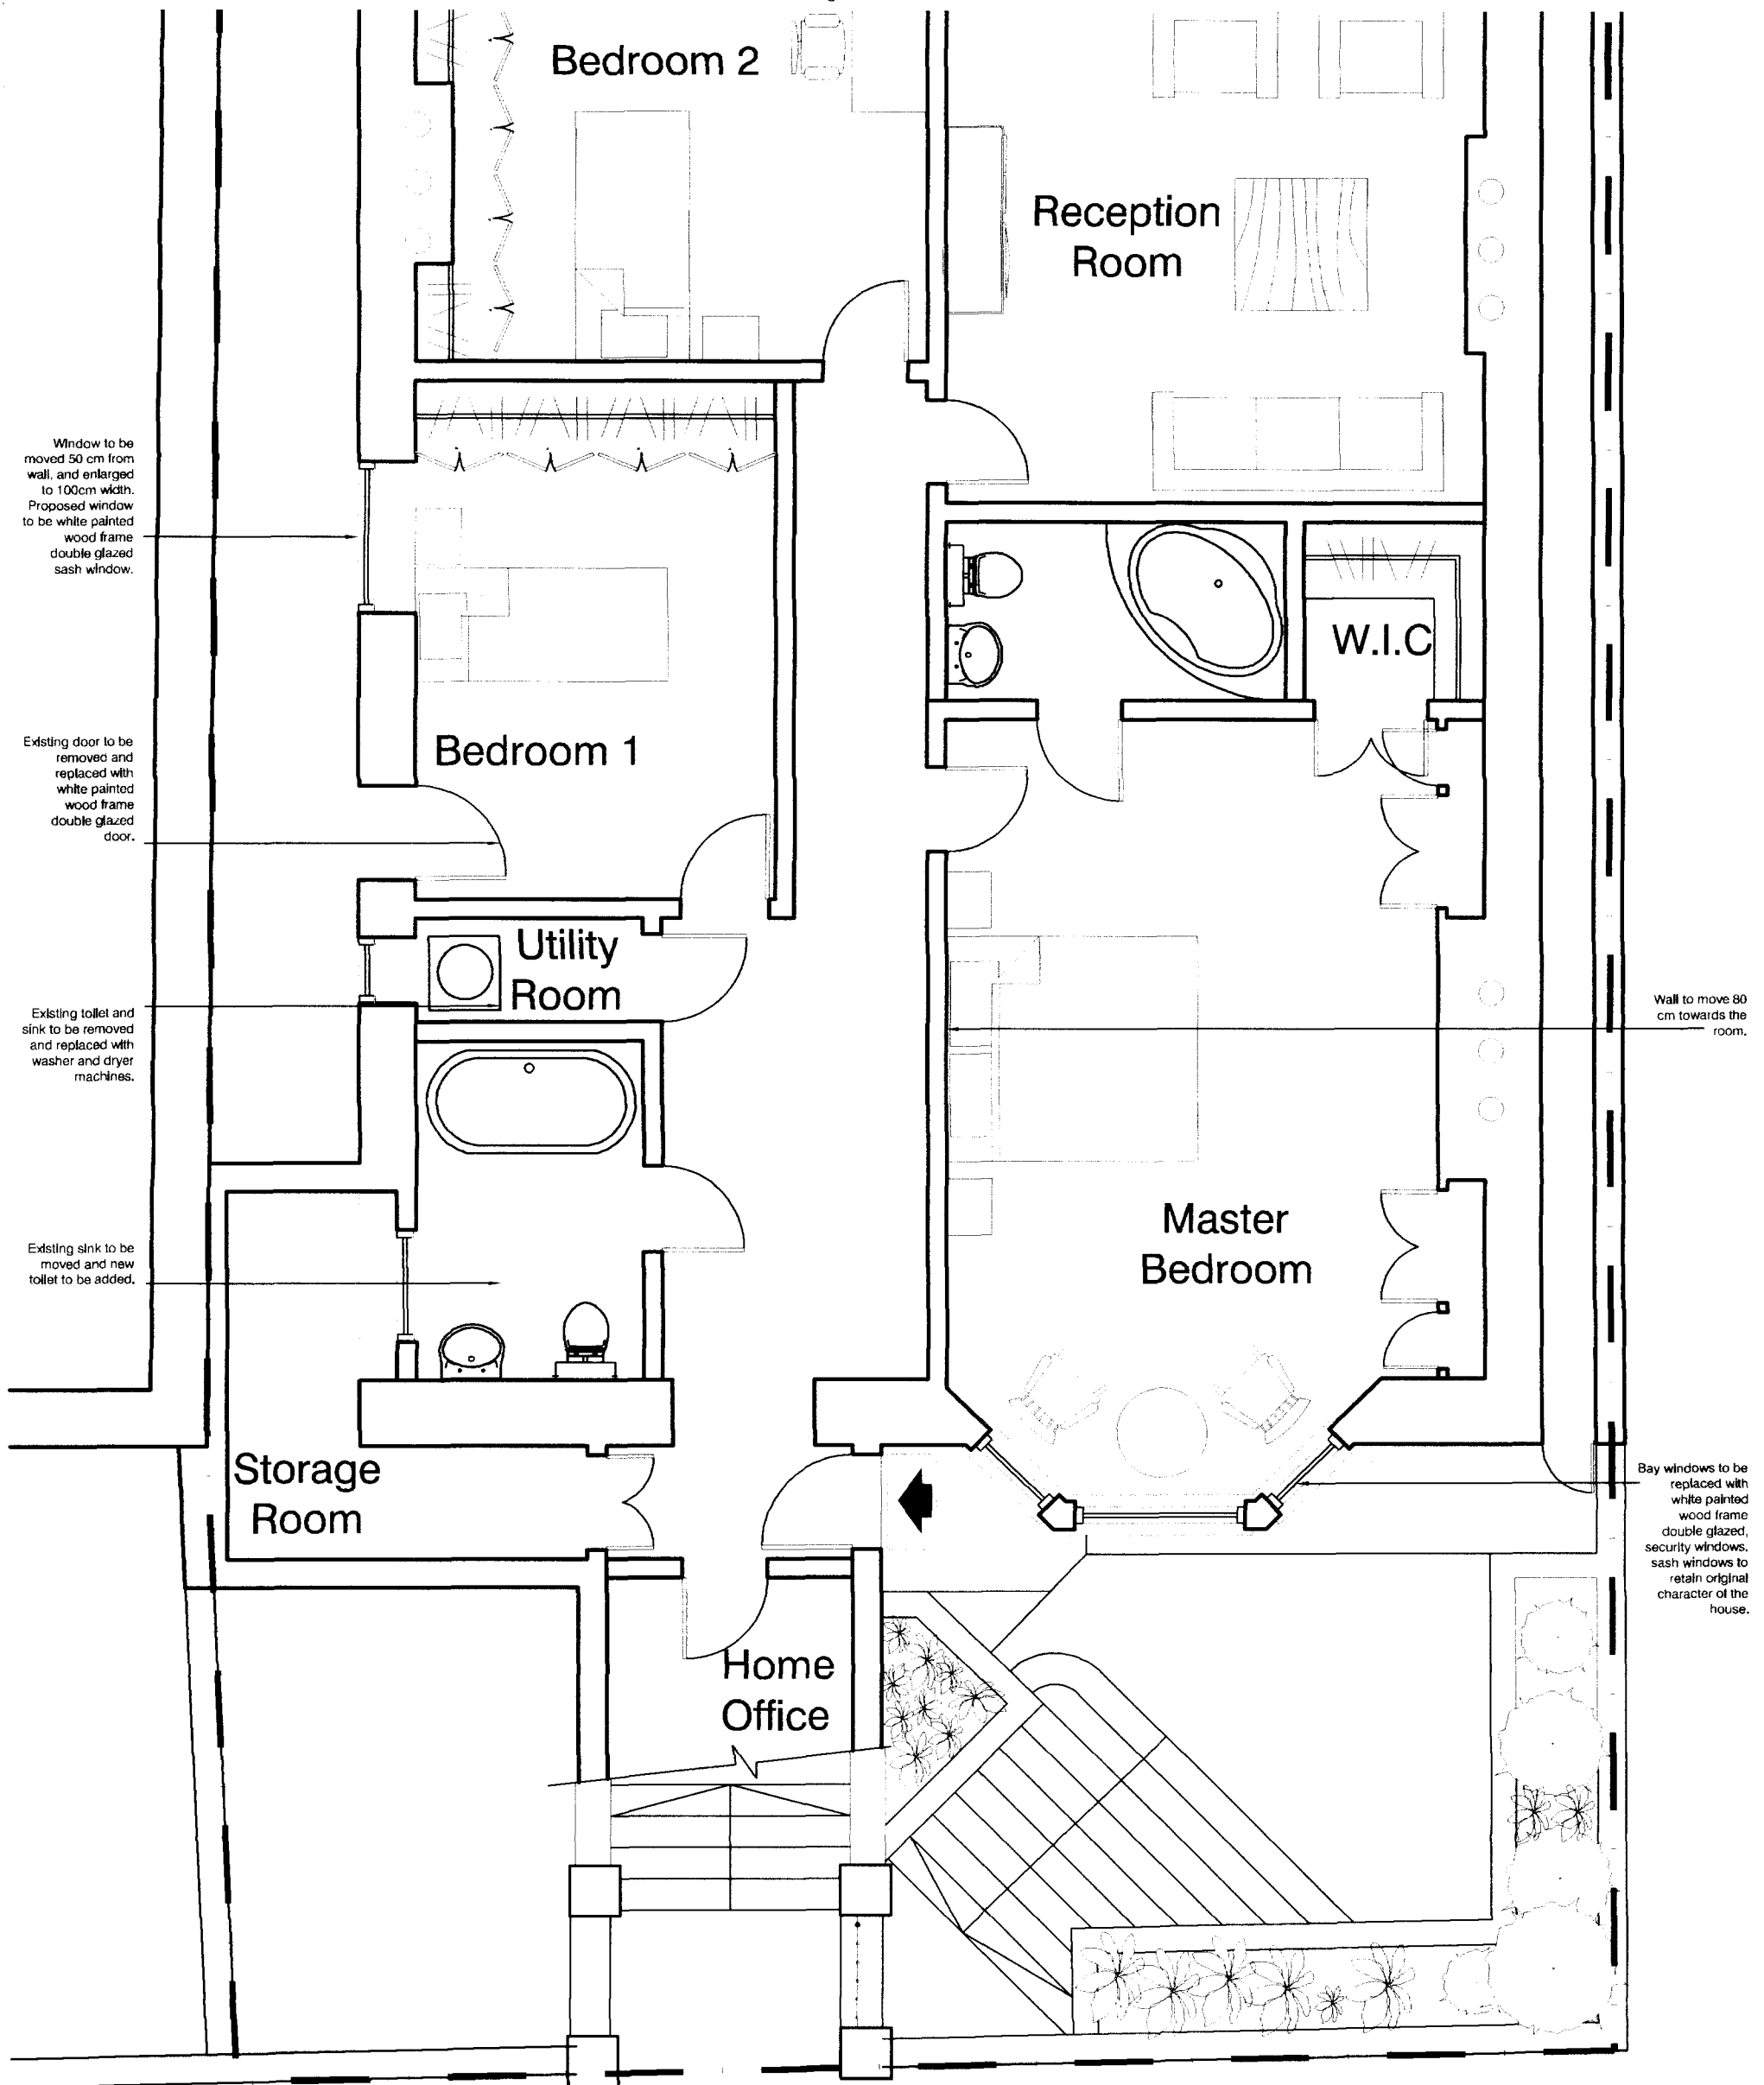 Bedroom 2
Reception
Room
Window to be
moved 50 cm from
wall, and enlarged
to 100cm width.
Proposed window
to be white painted
wood frame
double glazed
sash window.
W.I.C
Bedroom 1
Existing door to be
removed and
replaced with
white painted
wood frame
double glazed
door.
Utility
Room
Existing toilet and
sink to be removed
and replaced with
washer and dryer
machines.
Wall to move 80
cm towards the
room.
Master
Bedroom
Existing sink to be
moved and new
toilet to be added.
Storage
Room
Bay windows to be
replaced with
white painted
wood frame
double glazed,
security windows.
sash windows to
retain original
character of the
house.
Home
Office